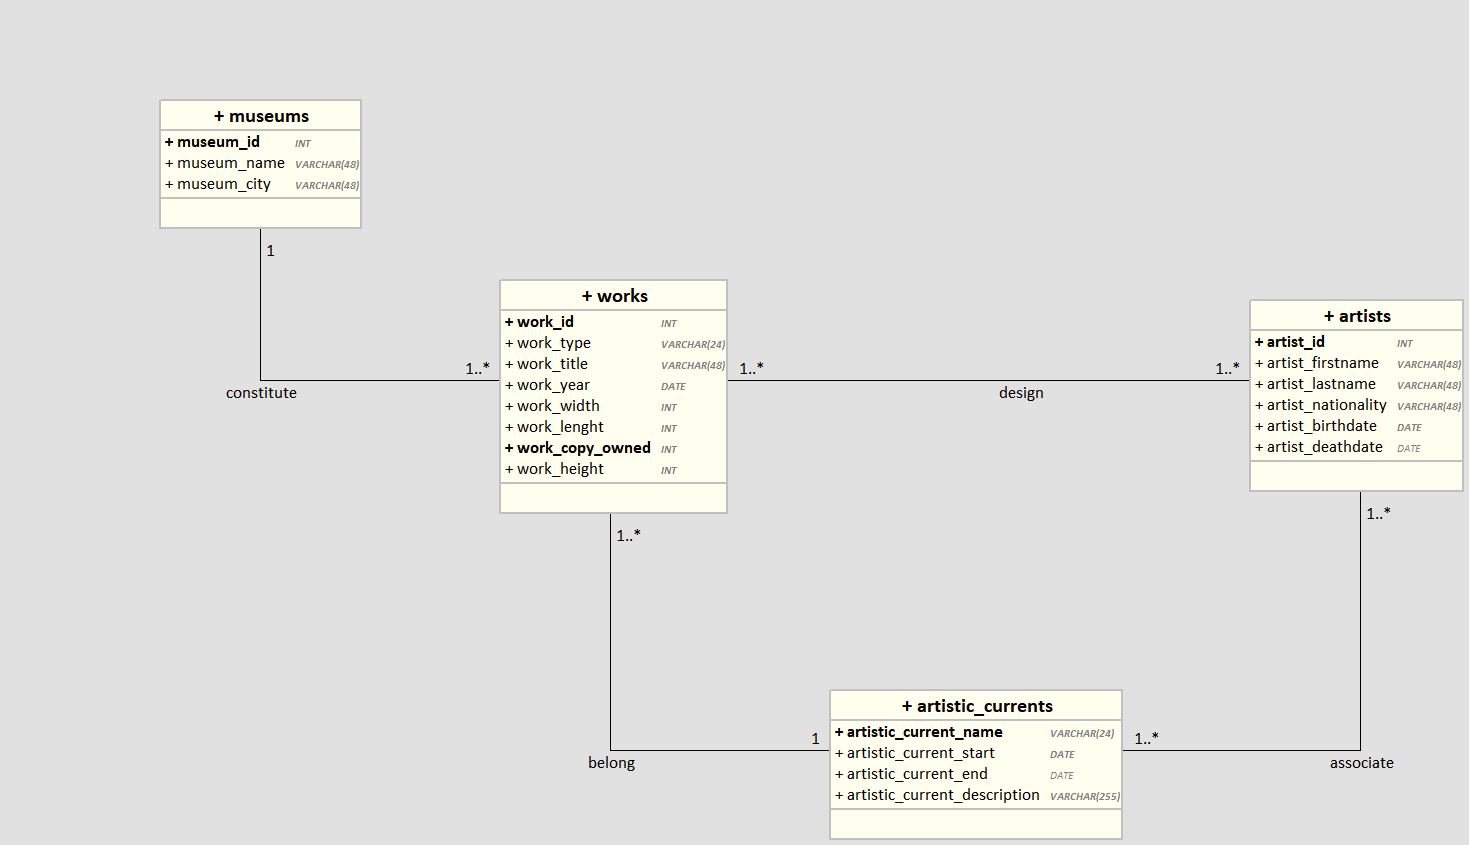 + museums
+ museum_id INT
+ museum_name VARCHAR(48)
+ museum_city VARCHAR(48)
1
1..*
constitute
+ works
+ work_id INT
+ work_type VARCHAR(24)
+ work_title VARCHAR(48)
+ work_year DATE
+ work_width INT
+ work_lenght INT
+ work_copy_owned INT
+ work_height INT
1..*
design
1..*
+ artists
+ artist_id INT
+ artist_firstname VARCHAR(48)
+ artist_lastname VARCHAR(48)
+ artist_nationality VARCHAR(48)
+ artist_birthdate DATE
+ artist_deathdate DATE
1..*
1..*
belong
1
+ artistic_currents
+ artistic_current_name VARCHAR(24)
+ artistic_current_start DATE
+ artistic_current_end DATE
+ artistic_current_description VARCHAR(255)
1..*
associate